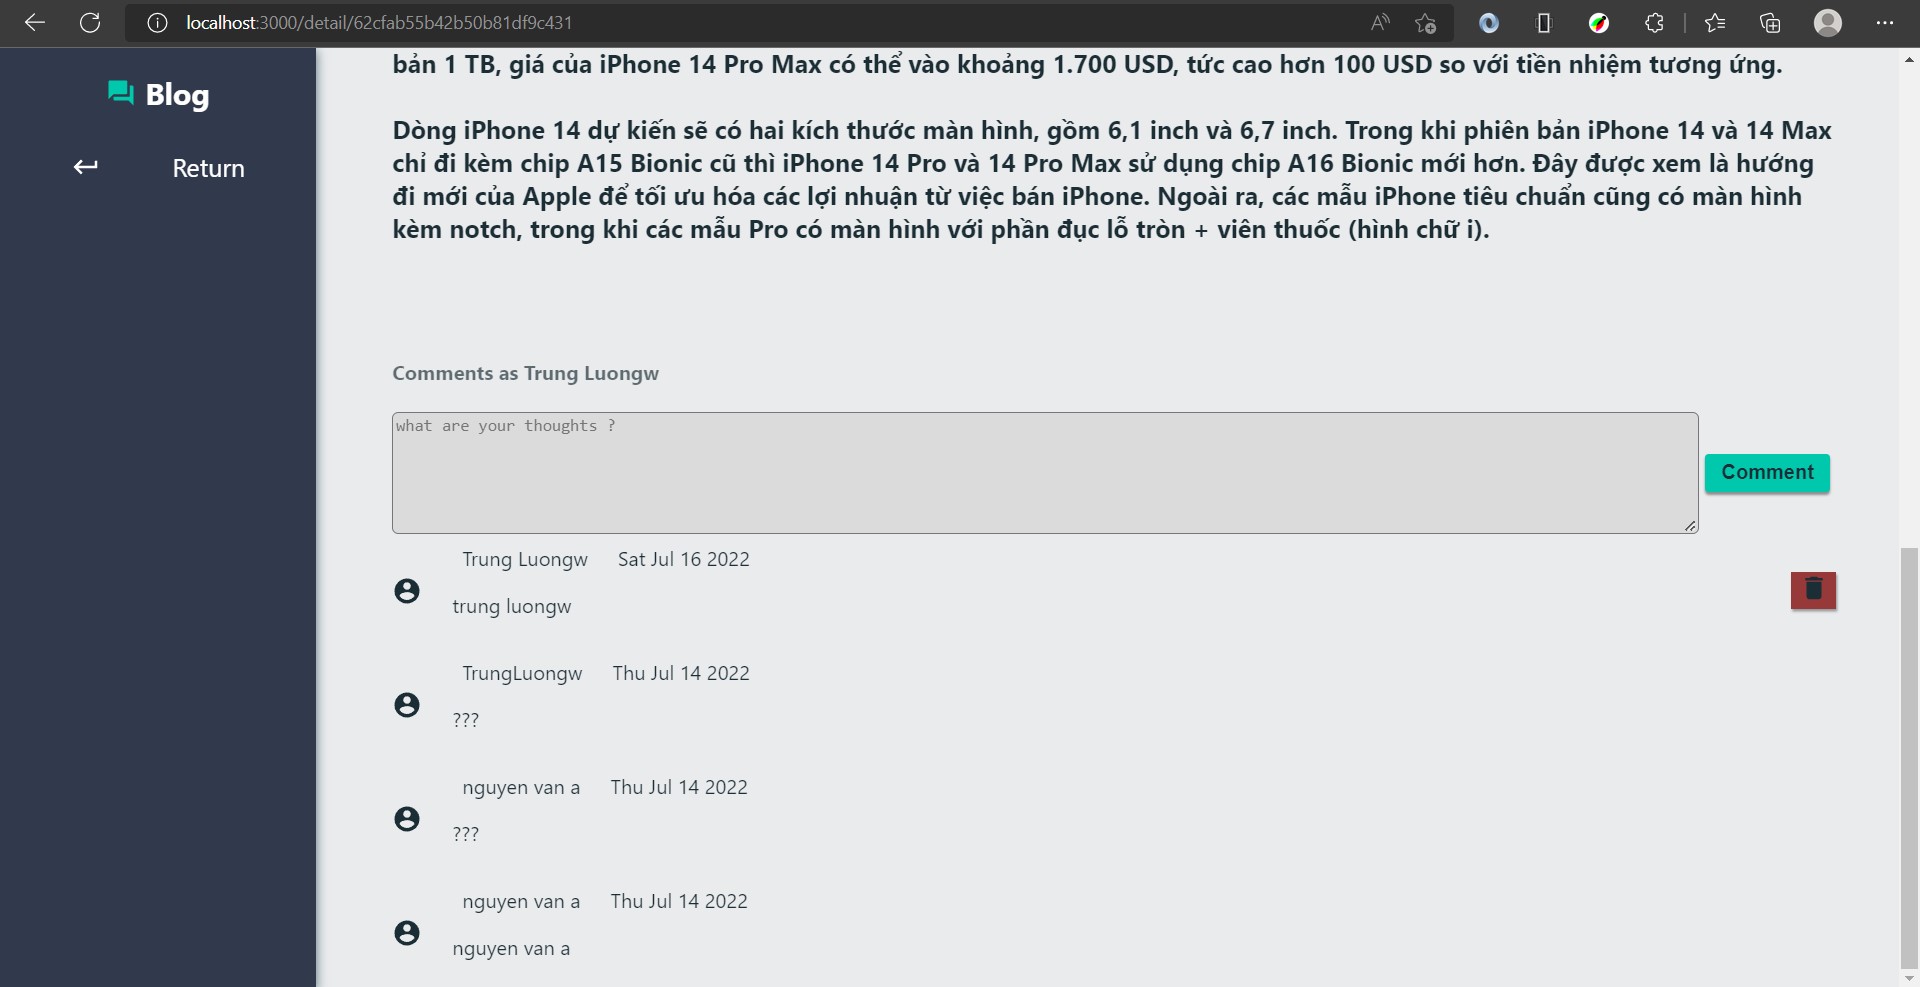 localhost:3000/detail/62cfab55b42b50b81df9c431
Blog
Return
bản 1 TB, giá của iPhone 14 Pro Max có thể vào khoảng 1.700 USD, tức cao hơn 100 USD so với tiền nhiệm tương ứng.
Dòng iPhone 14 dự kiến sẽ có hai kích thước màn hình, gồm 6,1 inch và 6,7 inch. Trong khi phiên bản iPhone 14 và 14 Max
chỉ đi kèm chip A15 Bionic cũ thì iPhone 14 Pro và 14 Pro Max sử dụng chip A16 Bionic mới hơn. Đây được xem là hướng
đi mới của Apple để tối ưu hóa các lợi nhuận từ việc bán iPhone. Ngoài ra, các mẫu iPhone tiêu chuẩn cũng có màn hình
kèm notch, trong khi các mẫu Pro có màn hình với phần đục lỗ tròn + viên thuốc (hình chữ i).
Comments as Trung Luongw
what are your thoughts ?
Comment
Trung Luongw Sat Jul 16 2022
trung luongw
TrungLuongw Thu Jul 14 2022
???
nguyen van a Thu Jul 14 2022
???
nguyen van a Thu Jul 14 2022
nguyen van a